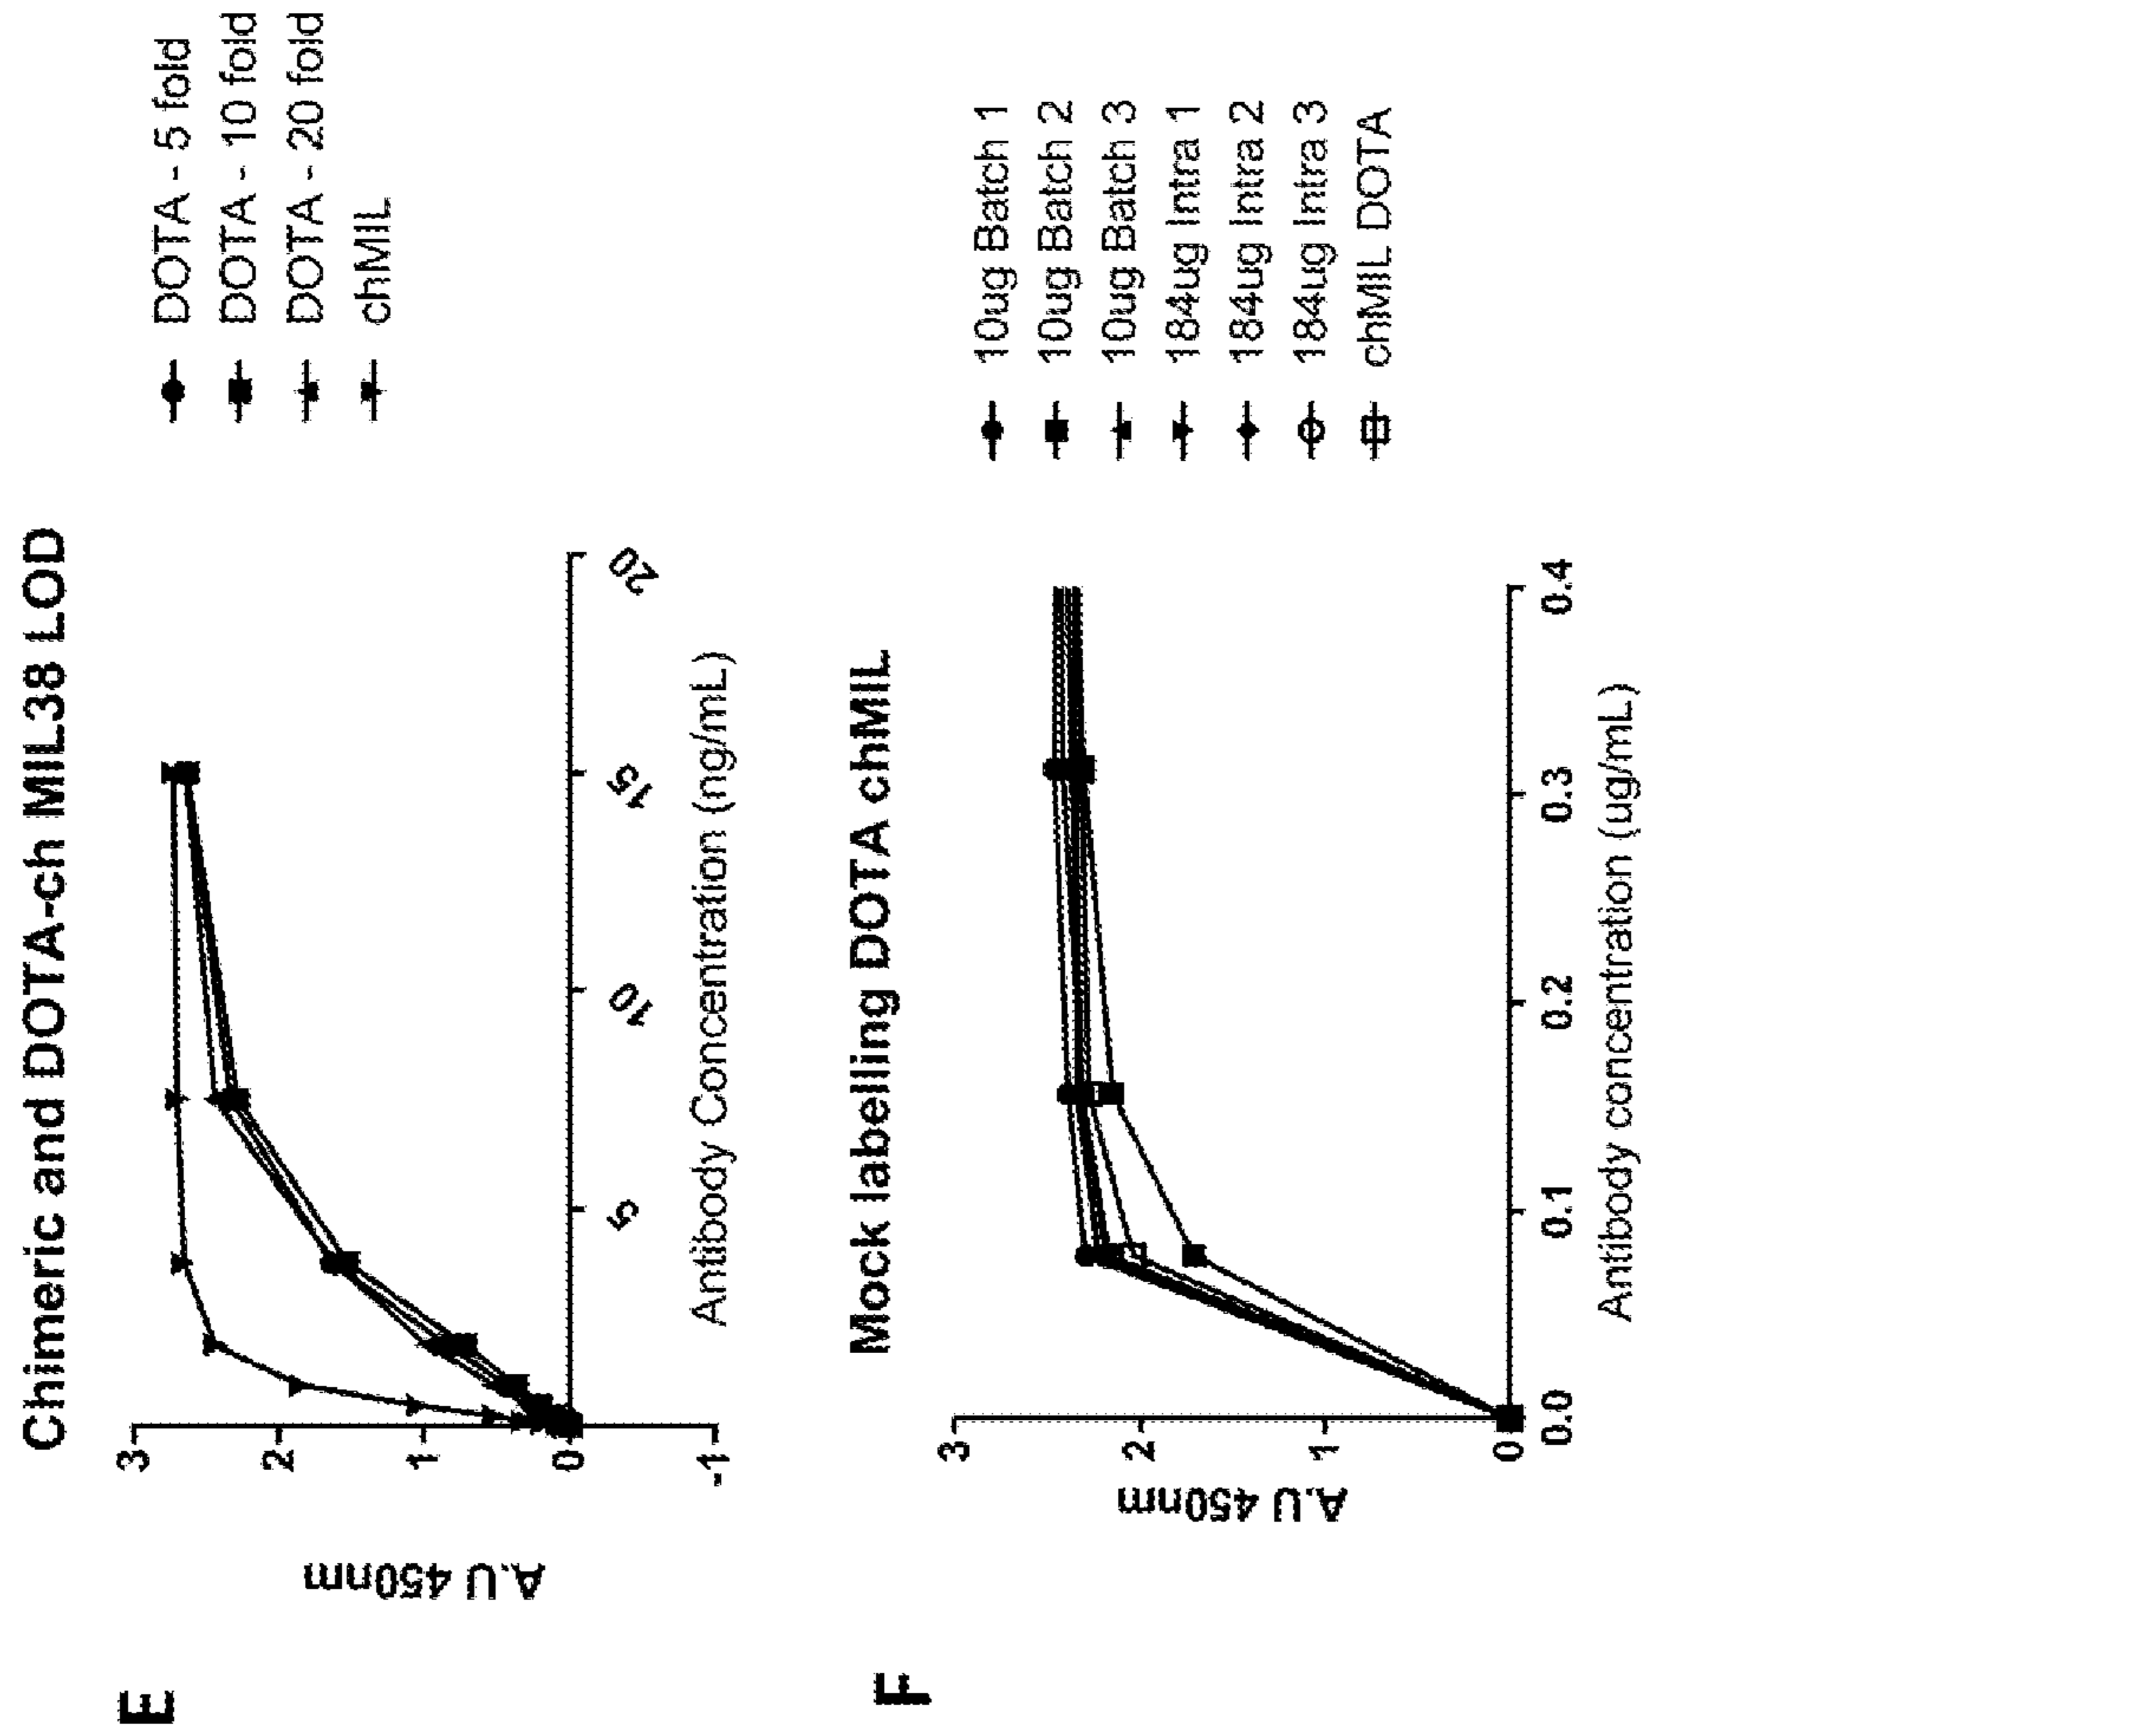 E
Chimeric and DOTA-ch MIL38 LOD
A.U 450nm
3
2
1
0
-1
5
10
15
20
Antibody Concentration (ng/mL)
DOTA - 5 fold
DOTA - 10 fold
DOTA - 20 fold
chMIL
F
Mock labelling DOTA chMIL
A.U 450nm
3
2
1
0
0.0
0.1
0.2
0.3
0.4
Antibody concentration (ug/mL)
10ug Batch 1
10ug Batch 2
10ug Batch 3
184ug Intra 1
184ug Intra 2
184ug Intra 3
chMIL DOTA